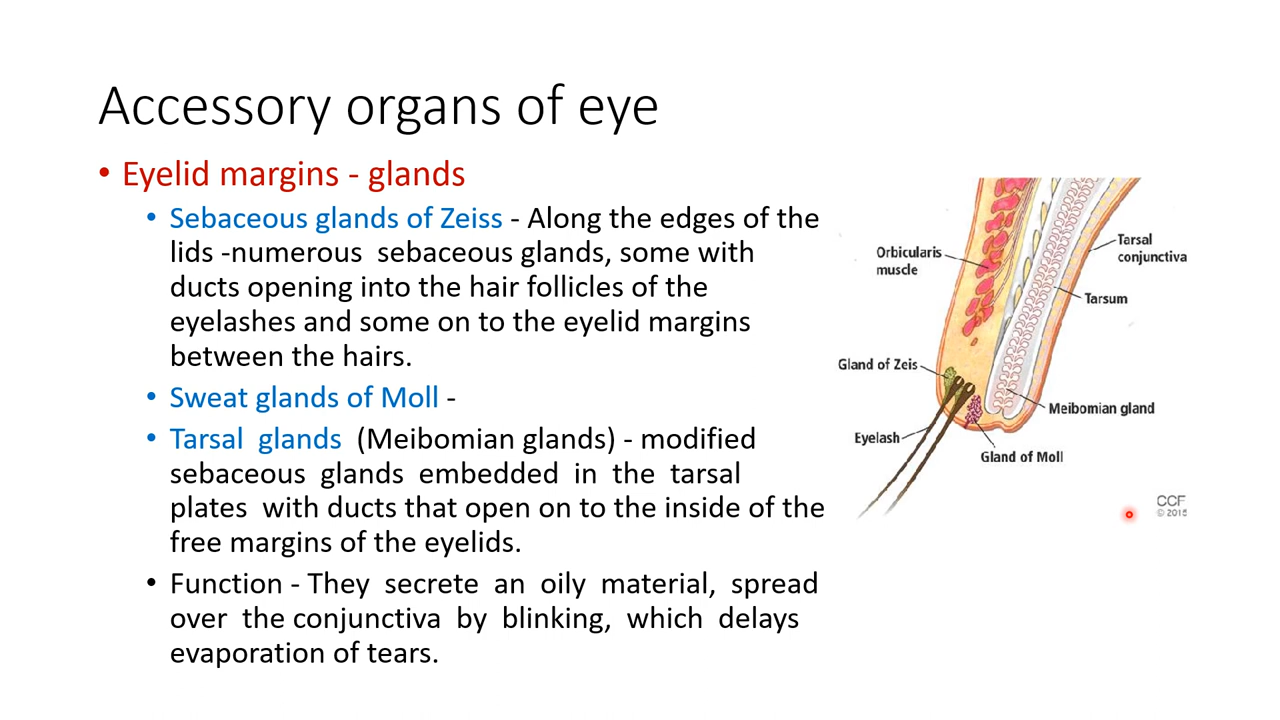 Accessory organs of eye
• Eyelid margins - glands
• Sebaceous glands of Zeiss - Along the edges of the
lids -numerous sebaceous glands, some with
ducts opening into the hair follicles of the
eyelashes and some on to the eyelid margins
between the hairs.
• Sweat glands of Moll -
• Tarsal glands (Meibomian glands) - modified
sebaceous glands embedded in the tarsal
plates with ducts that open on to the inside of the
free margins of the eyelids.
• Function - They secrete an oily material, spread
over the conjunctiva by blinking, which delays
evaporation of tears.
Orbicularis
muscle
Tarsal
conjunctiva
Tarsum
Gland of Zeis
Meibomian gland
Eyelash
Gland of Moll
CCF
© 2015